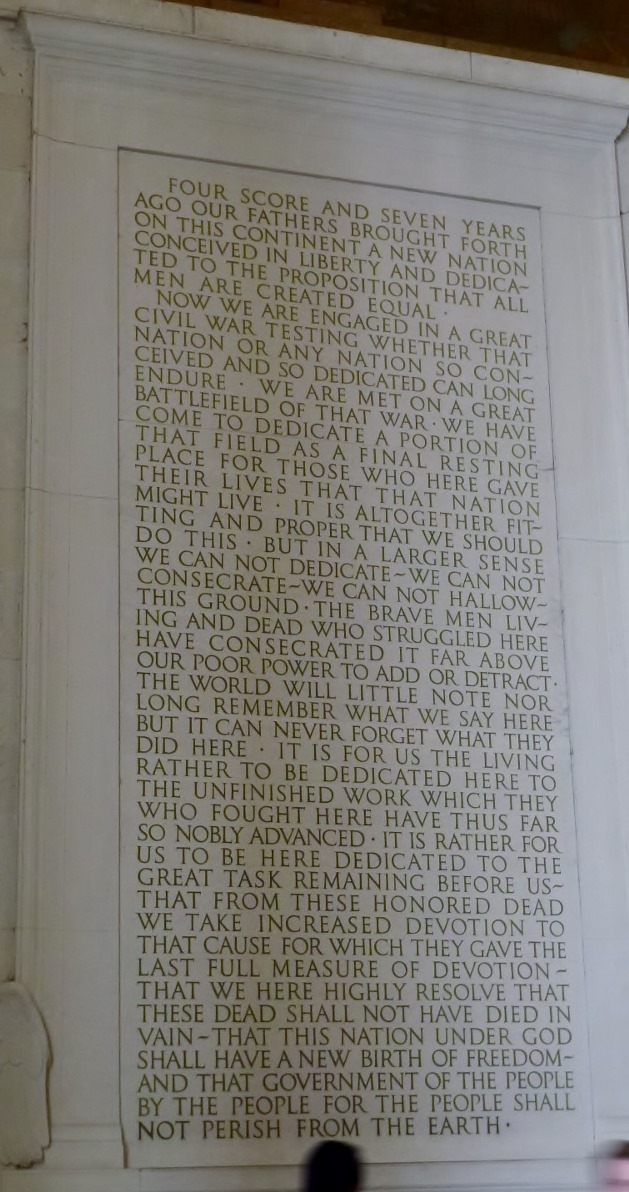 FOUR SCORE AND SEVEN YEARS
AGO OUR FATHERS BROUGHT FORTH
ON THIS CONTINENT A NEW NATION
CONCEIVED IN LIBERTY AND DEDICA~
TED TO THE PROPOSITION THAT ALL
MEN ARE CREATED EQUAL ·
NOW WE ARE ENGAGED IN A GREAT
CIVIL WAR TESTING WHETHER THAT
NATION OR ANY NATION SO CON~
CEIVED AND SO DEDICATED CAN LONG
ENDURE · WE ARE MET ON A GREAT
BATTLEFIELD OF THAT WAR · WE HAVE
COME TO DEDICATE A PORTION OF
THAT FIELD AS A FINAL RESTING
PLACE FOR THOSE WHO HERE GAVE
THEIR LIVES THAT THAT NATION
MIGHT LIVE · IT IS ALTOGETHER FIT~
TING AND PROPER THAT WE SHOULD
DO THIS · BUT IN A LARGER SENSE
WE CAN NOT DEDICATE~WE CAN NOT
CONSECRATE~WE CAN NOT HALLOW~
THIS GROUND · THE BRAVE MEN LIV~
ING AND DEAD WHO STRUGGLED HERE
HAVE CONSECRATED IT FAR ABOVE
OUR POOR POWER TO ADD OR DETRACT ·
THE WORLD WILL LITTLE NOTE NOR
LONG REMEMBER WHAT WE SAY HERE
BUT IT CAN NEVER FORGET WHAT THEY
DID HERE · IT IS FOR US THE LIVING
RATHER TO BE DEDICATED HERE TO
THE UNFINISHED WORK WHICH THEY
WHO FOUGHT HERE HAVE THUS FAR
SO NOBLY ADVANCED · IT IS RATHER FOR
US TO BE HERE DEDICATED TO THE
GREAT TASK REMAINING BEFORE US~
THAT FROM THESE HONORED DEAD
WE TAKE INCREASED DEVOTION TO
THAT CAUSE FOR WHICH THEY GAVE THE
LAST FULL MEASURE OF DEVOTION~
THAT WE HERE HIGHLY RESOLVE THAT
THESE DEAD SHALL NOT HAVE DIED IN
VAIN~THAT THIS NATION UNDER GOD
SHALL HAVE A NEW BIRTH OF FREEDOM~
AND THAT GOVERNMENT OF THE PEOPLE
BY THE PEOPLE FOR THE PEOPLE SHALL
NOT PERISH FROM THE EARTH ·